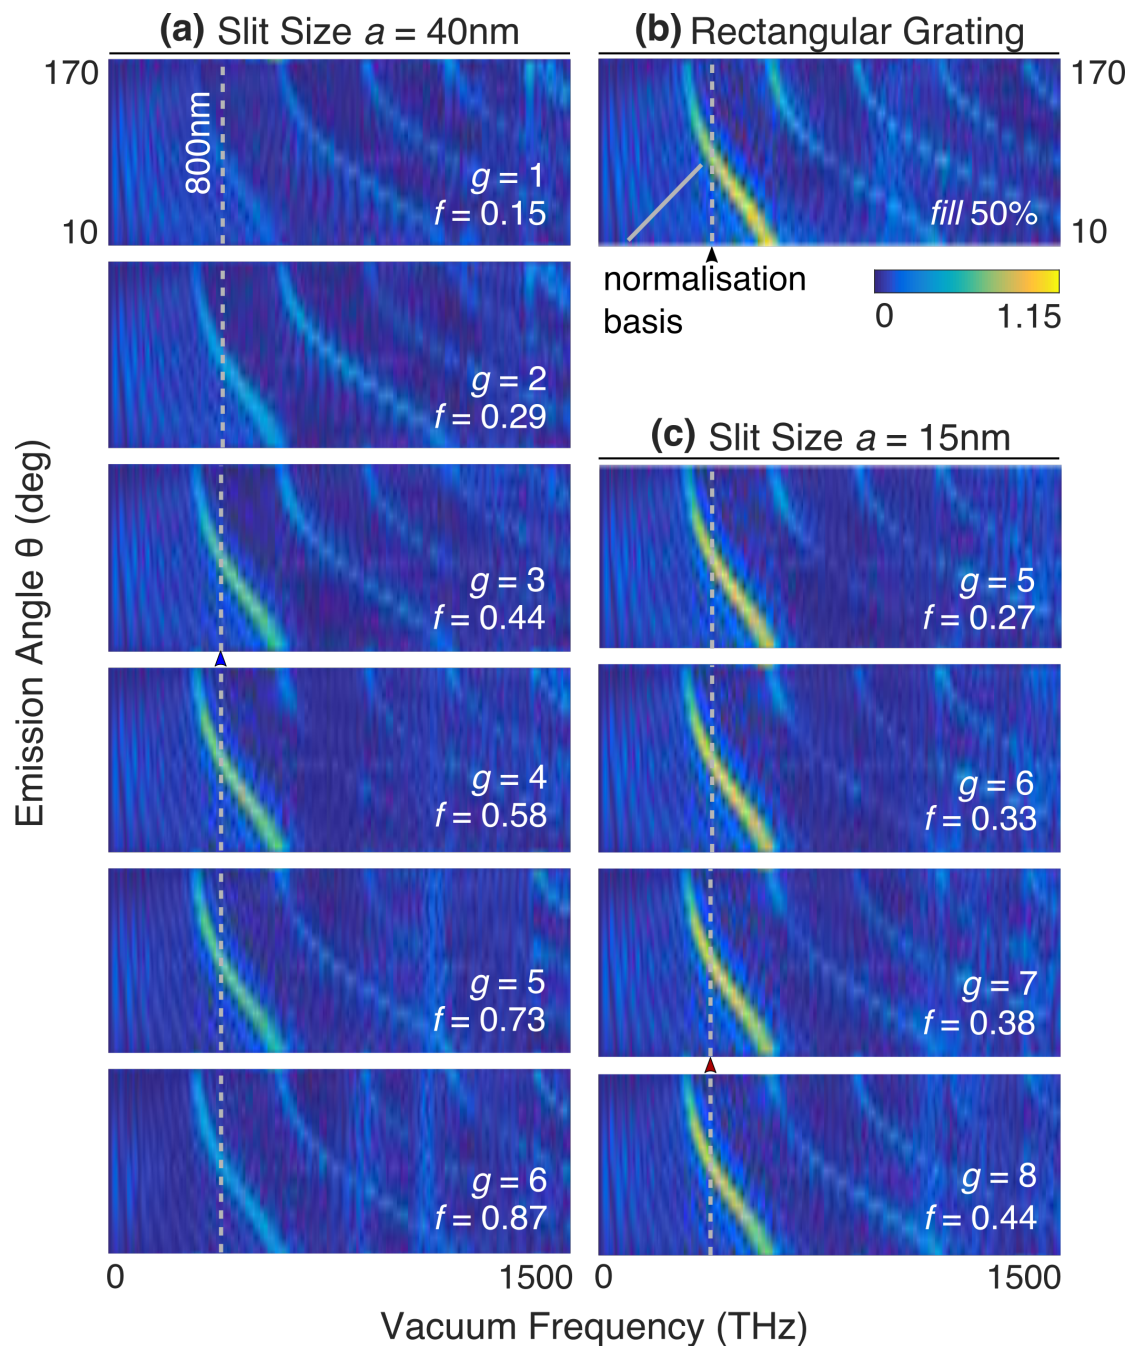 (a) Slit Size a = 40nm
170
10
800nm
g = 1
f = 0.15
g = 2
f = 0.29
g = 3
f = 0.44
g = 4
f = 0.58
g = 5
f = 0.73
g = 6
f = 0.87
0
1500
(b) Rectangular Grating
170
10
fill 50%
normalisation
basis
0
1.15
(c) Slit Size a = 15nm
g = 5
f = 0.27
g = 6
f = 0.33
g = 7
f = 0.38
g = 8
f = 0.44
0
1500
Emission Angle θ (deg)
Vacuum Frequency (THz)